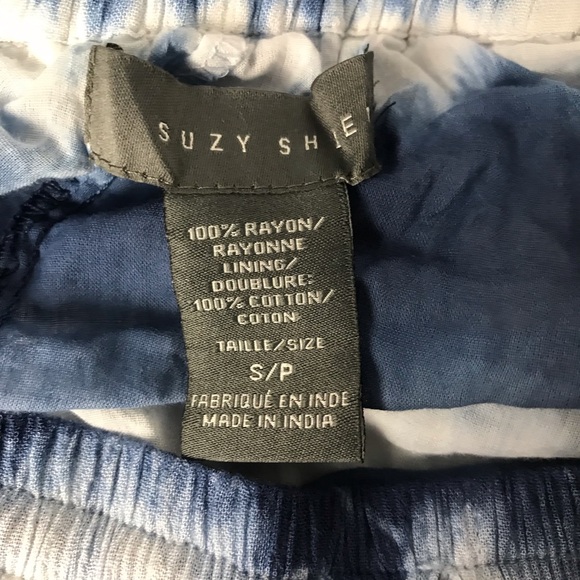 SUZY SHIE
100% RAYON/
RAYONNE
LINING/
DOUBLURE:
100% COTTON/
COTON
TAILLE/SIZE
S/P
FABRIQUÉ EN INDE
MADE IN INDIA